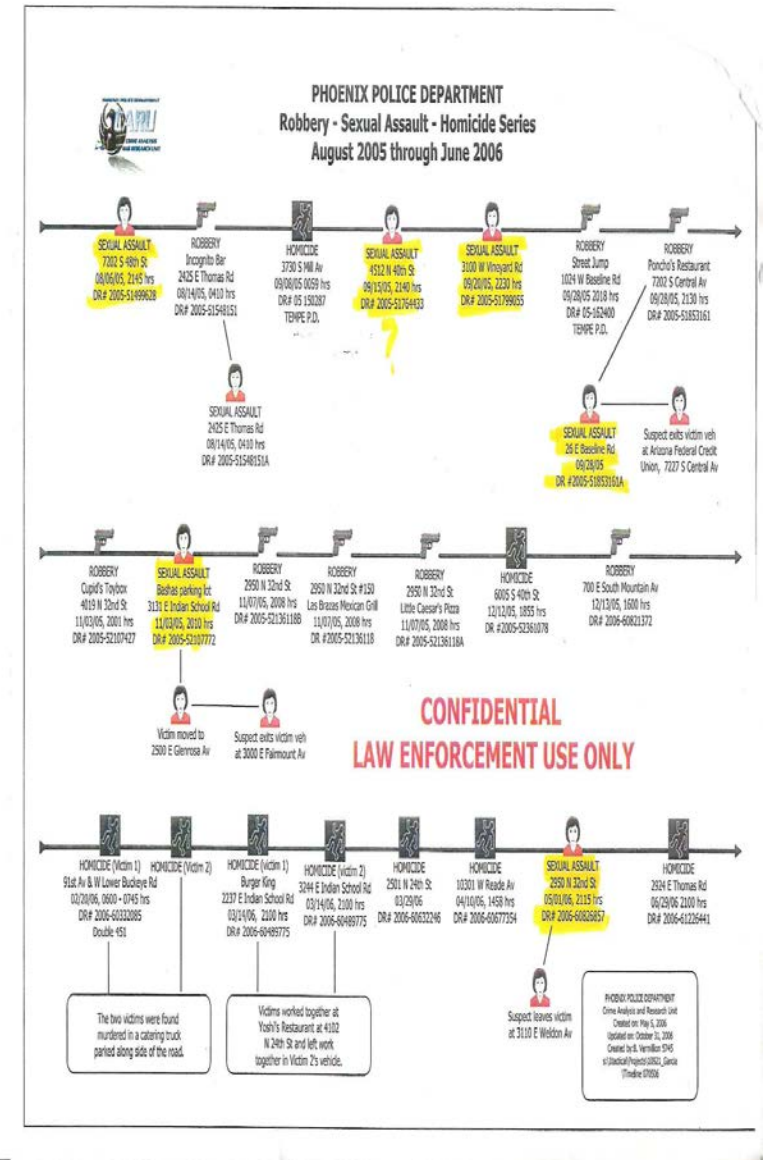 PHOENIX POLICE DEPARTMENT
Robbery - Sexual Assault - Homicide Series
August 2005 through June 2006
PHOENIX POLICE DEPARTMENT
CARU
CRIME ANALYSIS
AND RESEARCH UNIT
SEXUAL ASSAULT
7202 S 48th St
08/06/05, 2145 hrs
DR# 2005-51499628
ROBBERY
Incognito Bar
2425 E Thomas Rd
08/14/05, 0410 hrs
DR# 2005-51548151
HOMICIDE
3730 S Mill Av
09/08/05 0059 hrs
DR# 05 150287
TEMPE P.D.
SEXUAL ASSAULT
4512 N 40th St
09/15/05, 2140 hrs
DR# 2005-51764433
?
SEXUAL ASSAULT
3100 W Vineyard Rd
09/20/05, 2230 hrs
DR# 2005-51799055
ROBBERY
Street Jump
1024 W Baseline Rd
09/28/05 2018 hrs
DR # 05-162400
TEMPE P.D.
ROBBERY
Poncho's Restaurant
7202 S Central Av
09/28/05, 2130 hrs
DR # 2005-51853161
SEXUAL ASSAULT
2425 E Thomas Rd
08/14/05, 0410 hrs
DR# 2005-51548151A
SEXUAL ASSAULT
26 E Baseline Rd
09/28/05
DR #2005-51853161A
Suspect exits victim veh
at Arizona Federal Credit
Union, 7227 S Central Av
ROBBERY
Cupid's Toybox
4019 N 32nd St
11/03/05, 2001 hrs
DR# 2005-52107427
SEXUAL ASSAULT
Bashas parking lot
3131 E Indian School Rd
11/03/05, 2010 hrs
DR# 2005-52107772
ROBBERY
2950 N 32nd St
11/07/05, 2008 hrs
DR# 2005-52136118B
ROBBERY
2950 N 32nd St #150
Las Brazas Mexican Grill
11/07/05, 2008 hrs
DR #2005-52136118
ROBBERY
2950 N 32nd St
Little Caesar's Pizza
11/07/05, 2008 hrs
DR# 2005-52136118A
HOMICIDE
6005 S 40th St
12/12/05, 1855 hrs
DR #2005-52361078
ROBBERY
700 E South Mountain Av
12/13/05, 1600 hrs
DR# 2006-60821372
Victim moved to
2500 E Glenrosa Av
Suspect exits victim veh
at 3000 E Fairmount Av
CONFIDENTIAL
LAW ENFORCEMENT USE ONLY
HOMICIDE (Victim 1)
91st Av & W Lower Buckeye Rd
02/20/06, 0600 - 0745 hrs
DR# 2006-60332085
Double 451
HOMICIDE (Victim 2)
HOMICIDE (victim 1)
Burger King
2237 E Indian School Rd
03/14/06, 2100 hrs
DR# 2006-60489775
HOMICIDE (victim 2)
3244 E Indian School Rd
03/14/06, 2100 hrs
DR# 2006-60489775
HOMICIDE
2501 N 24th St
03/29/06
DR# 2006-60632246
HOMICIDE
10301 W Reade Av
04/10/06, 1458 hrs
DR# 2006-60677354
SEXUAL ASSAULT
2950 N 32nd St
05/01/06, 2115 hrs
DR# 2006-60826857
HOMICIDE
2924 E Thomas Rd
06/29/06 2100 hrs
DR# 2006-61226441
The two victims were found
murdered in a catering truck
parked along side of the road.
Victims worked together at
Yoshi's Restaurant at 4102
N 24th St and left work
together in Victim 2's vehicle.
Suspect leaves victim
at 3110 E Weldon Av
PHOENIX POLICE DEPARTMENT
Crime Analysis and Research Unit
Created on: May 5, 2006
Updated on: October 31, 2006
Created by: B. Vermillion 5745